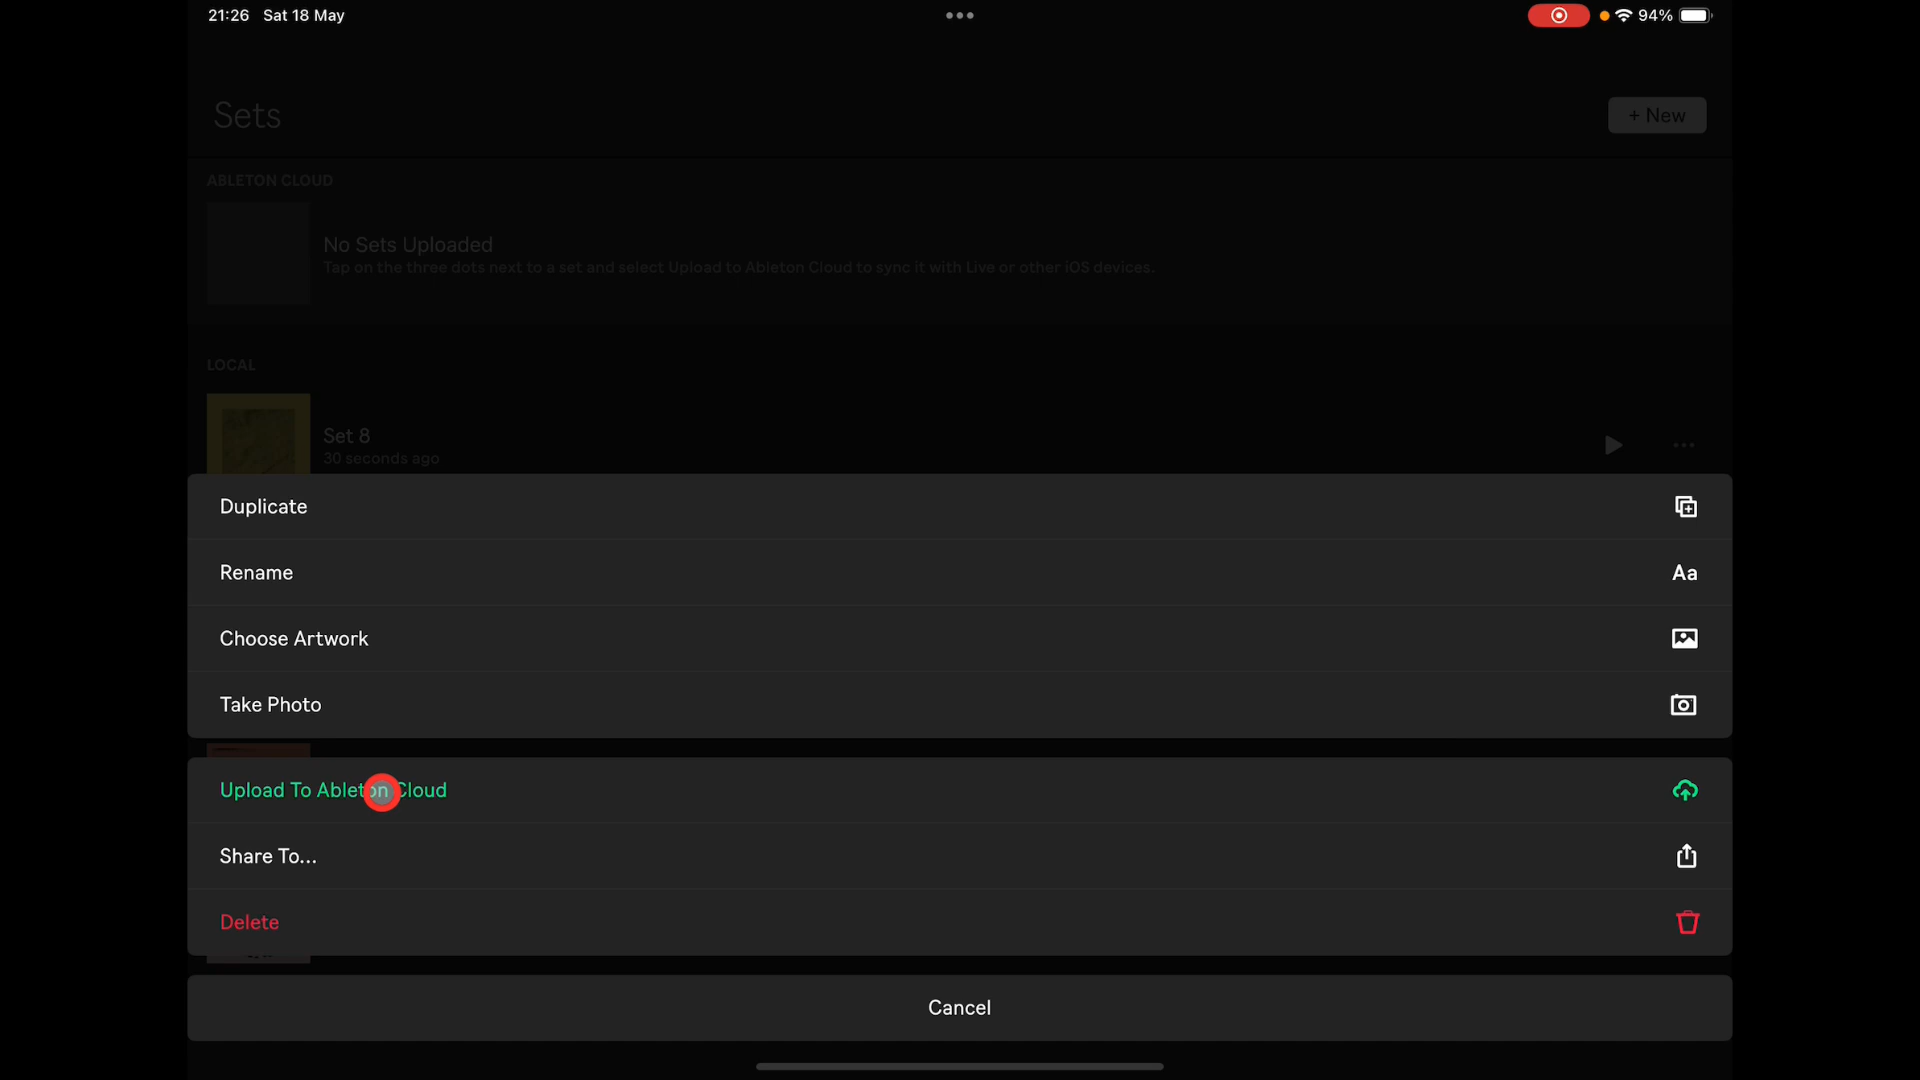 21:26 Sat 18 May
94%
Sets
+ New
ABLETON CLOUD
No Sets Uploaded
Tap on the three dots next to a set and select Upload to Ableton Cloud to sync it with Live or other iOS devices.
LOCAL
Set 8
30 seconds ago
Duplicate
Rename
Aa
Choose Artwork
Take Photo
Upload To Ableton Cloud
Share To...
Delete
Cancel